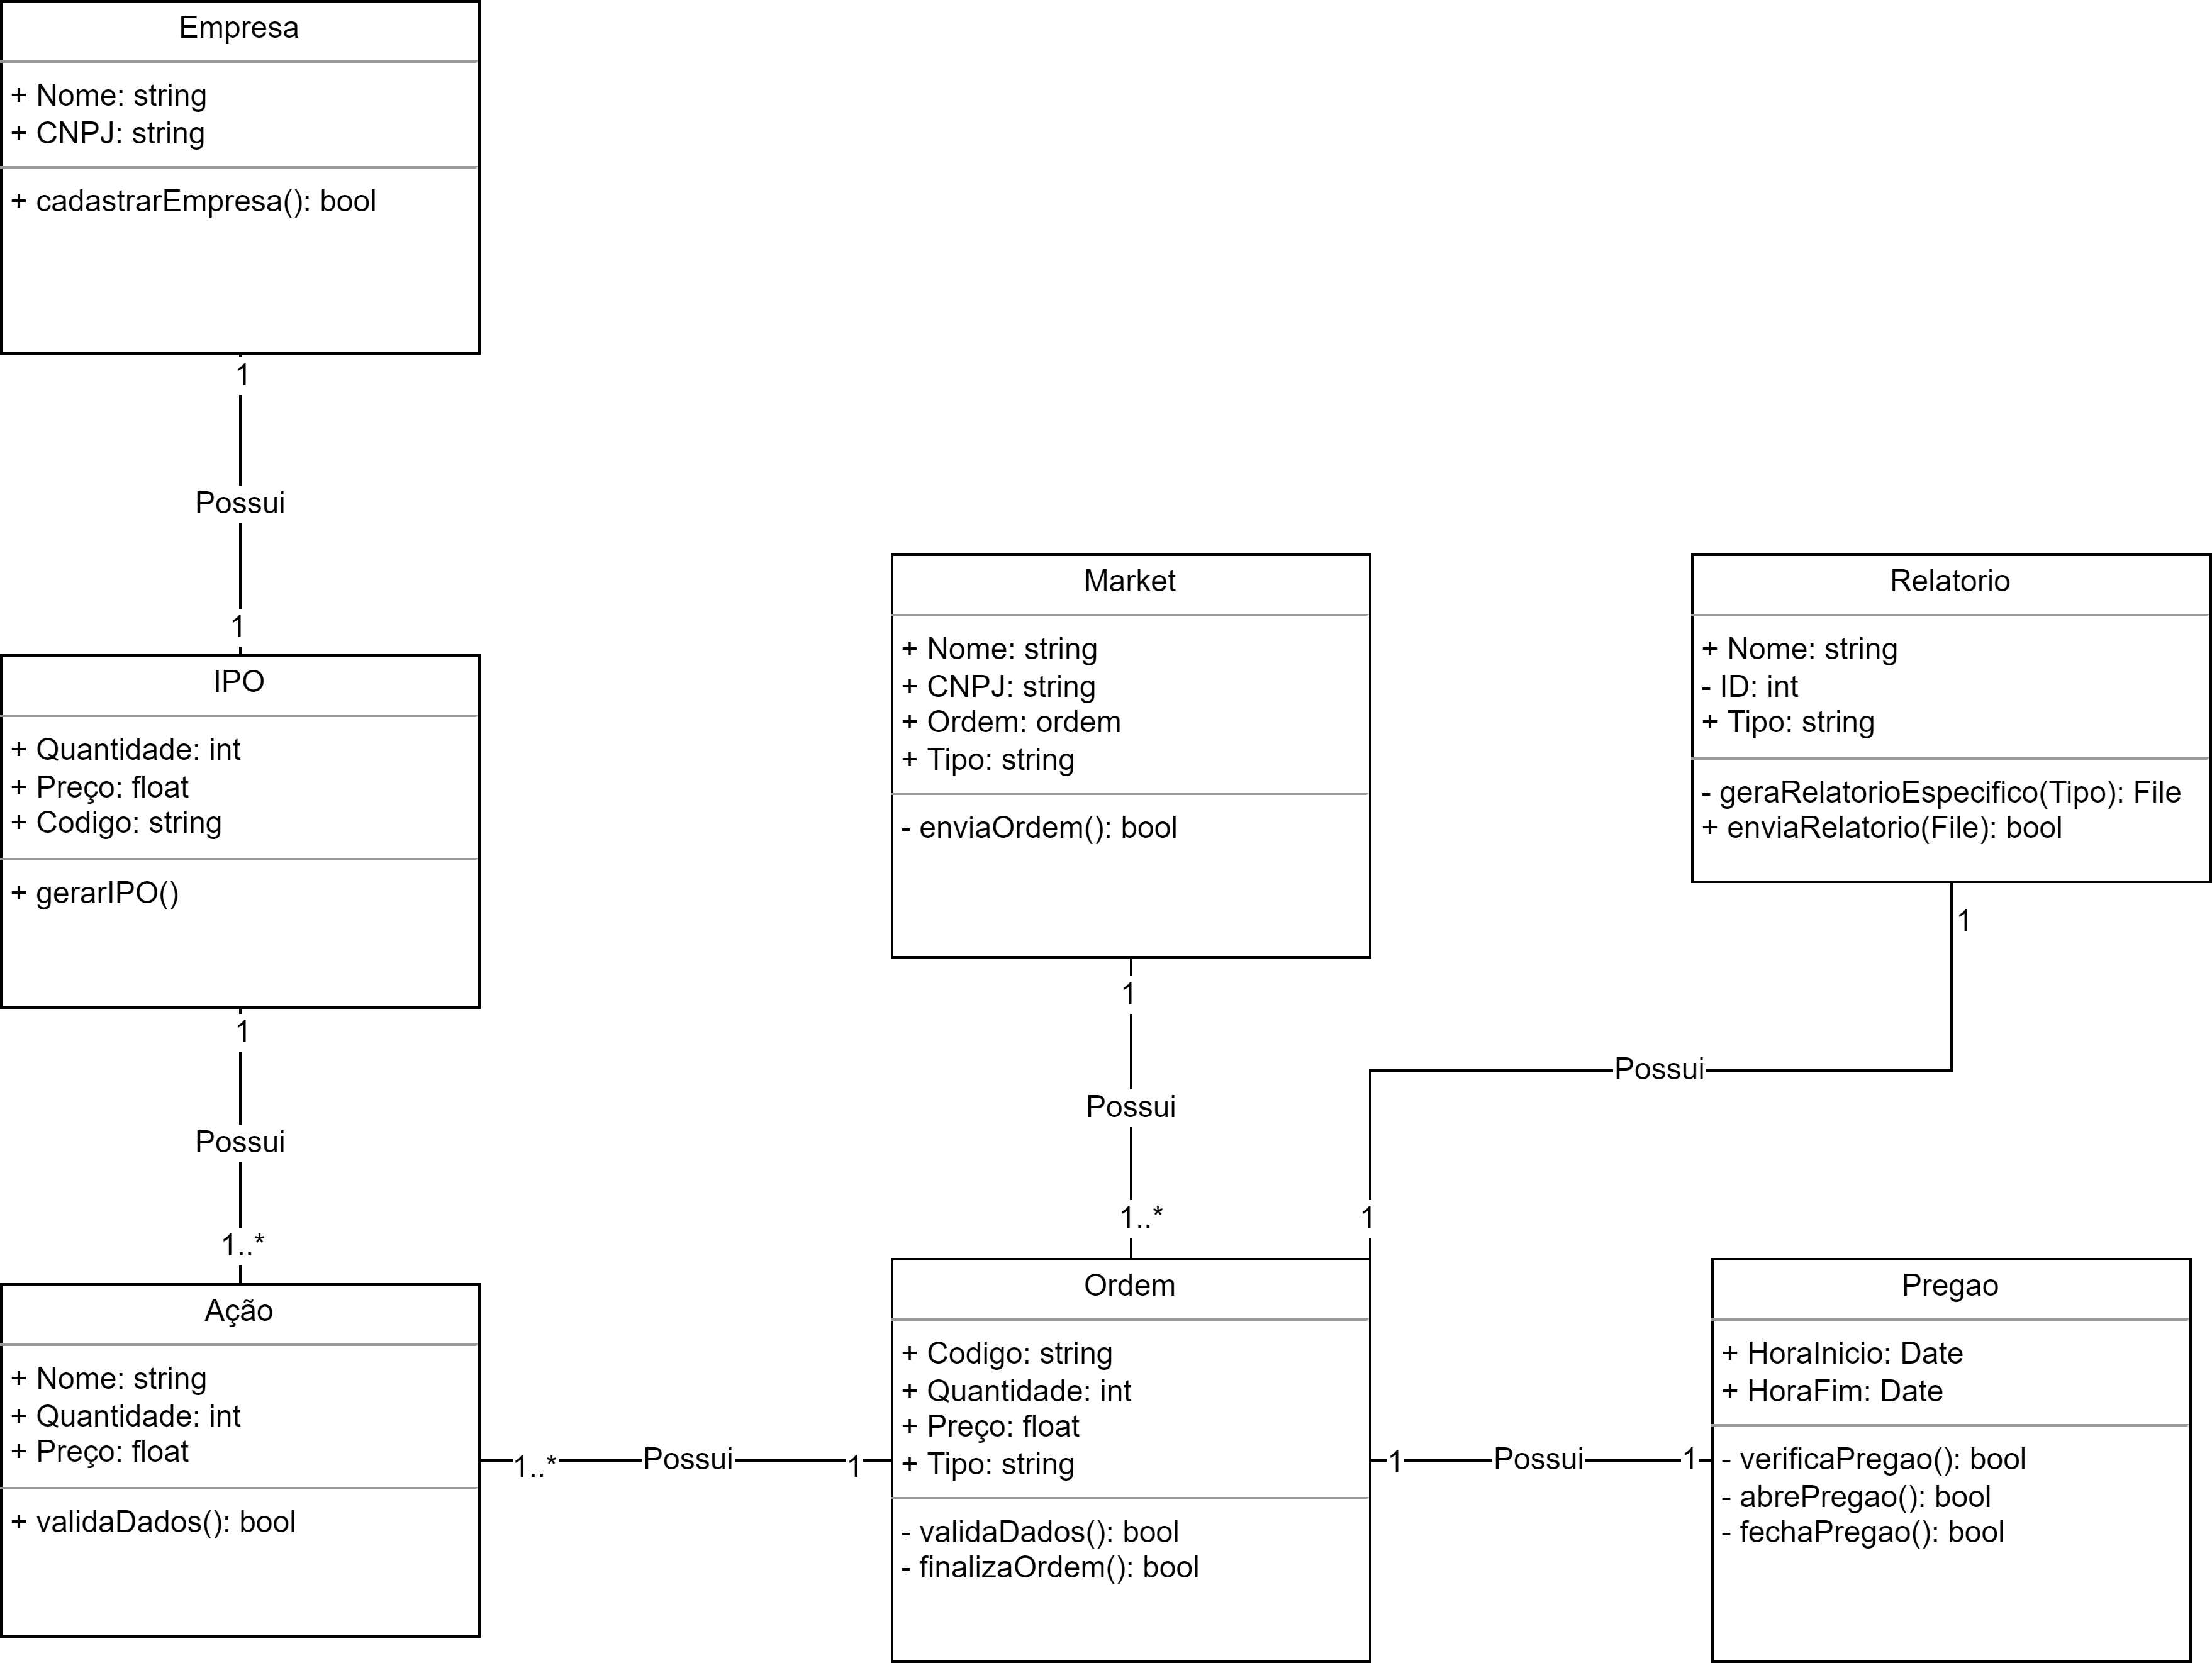 Empresa
+ Nome: string
+ CNPJ: string
+ cadastrarEmpresa(): bool
1
Possui
1
IPO
+ Quantidade: int
+ Preço: float
+ Codigo: string
+ gerarIPO()
1
Possui
1..*
Ação
+ Nome: string
+ Quantidade: int
+ Preço: float
+ validaDados(): bool
1..*
Possui
1
Market
+ Nome: string
+ CNPJ: string
+ Ordem: ordem
+ Tipo: string
- enviaOrdem(): bool
1
Possui
1..*
Ordem
+ Codigo: string
+ Quantidade: int
+ Preço: float
+ Tipo: string
- validaDados(): bool
- finalizaOrdem(): bool
Relatorio
+ Nome: string
- ID: int
+ Tipo: string
- geraRelatorioEspecifico(Tipo): File
+ enviaRelatorio(File): bool
1
Possui
1
1
Possui
1
Pregao
+ HoraInicio: Date
+ HoraFim: Date
- verificaPregao(): bool
- abrePregao(): bool
- fechaPregao(): bool